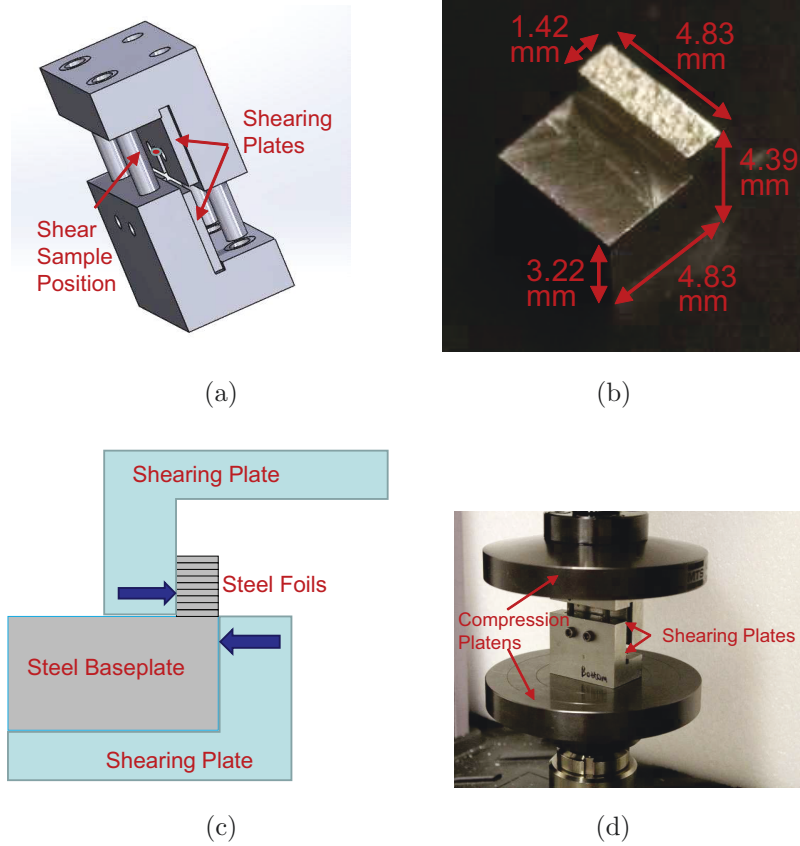 Shearing
Plates
Shear
Sample
Position
(a)
1.42
mm
4.83
mm
4.39
mm
3.22
mm
4.83
mm
(b)
Shearing Plate
Steel Foils
Steel Baseplate
Shearing Plate
(c)
Compression
Platens
Shearing Plates
Bottom
(d)